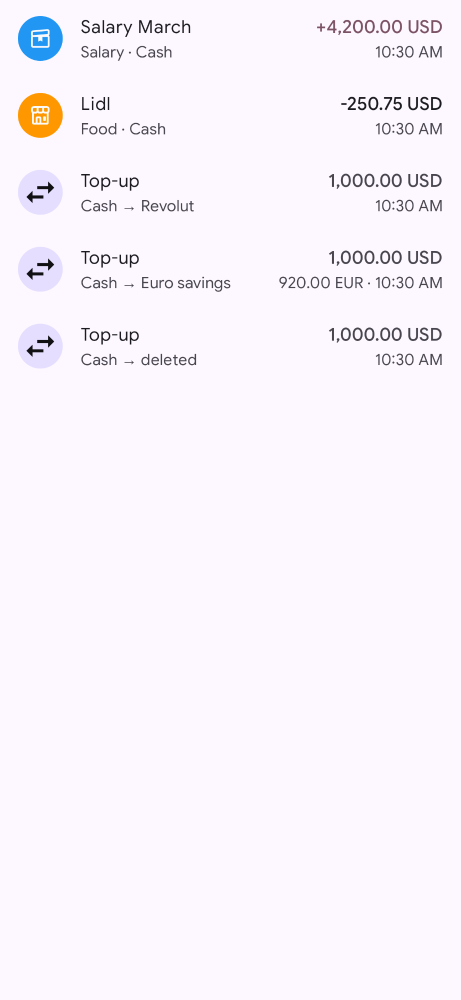 Salary March +4,200.00 USD
Salary · Cash 10:30 AM
Lidl -250.75 USD
Food · Cash 10:30 AM
Top-up 1,000.00 USD
Cash → Revolut 10:30 AM
Top-up 1,000.00 USD
Cash → Euro savings 920.00 EUR · 10:30 AM
Top-up 1,000.00 USD
Cash → deleted 10:30 AM